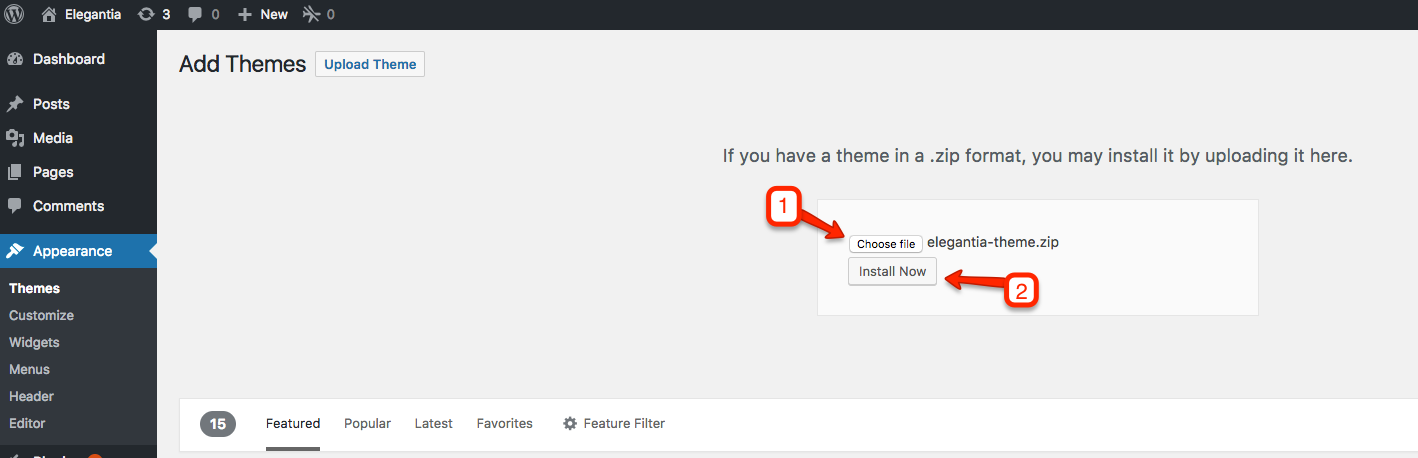 Elegantia 3 0 New 0
Dashboard
Posts
Media
Pages
Comments
Appearance
Themes
Customize
Widgets
Menus
Header
Editor
Add Themes Upload Theme
If you have a theme in a .zip format, you may install it by uploading it here.
1
Choose file elegantia-theme.zip
Install Now
2
15 Featured Popular Latest Favorites Feature Filter